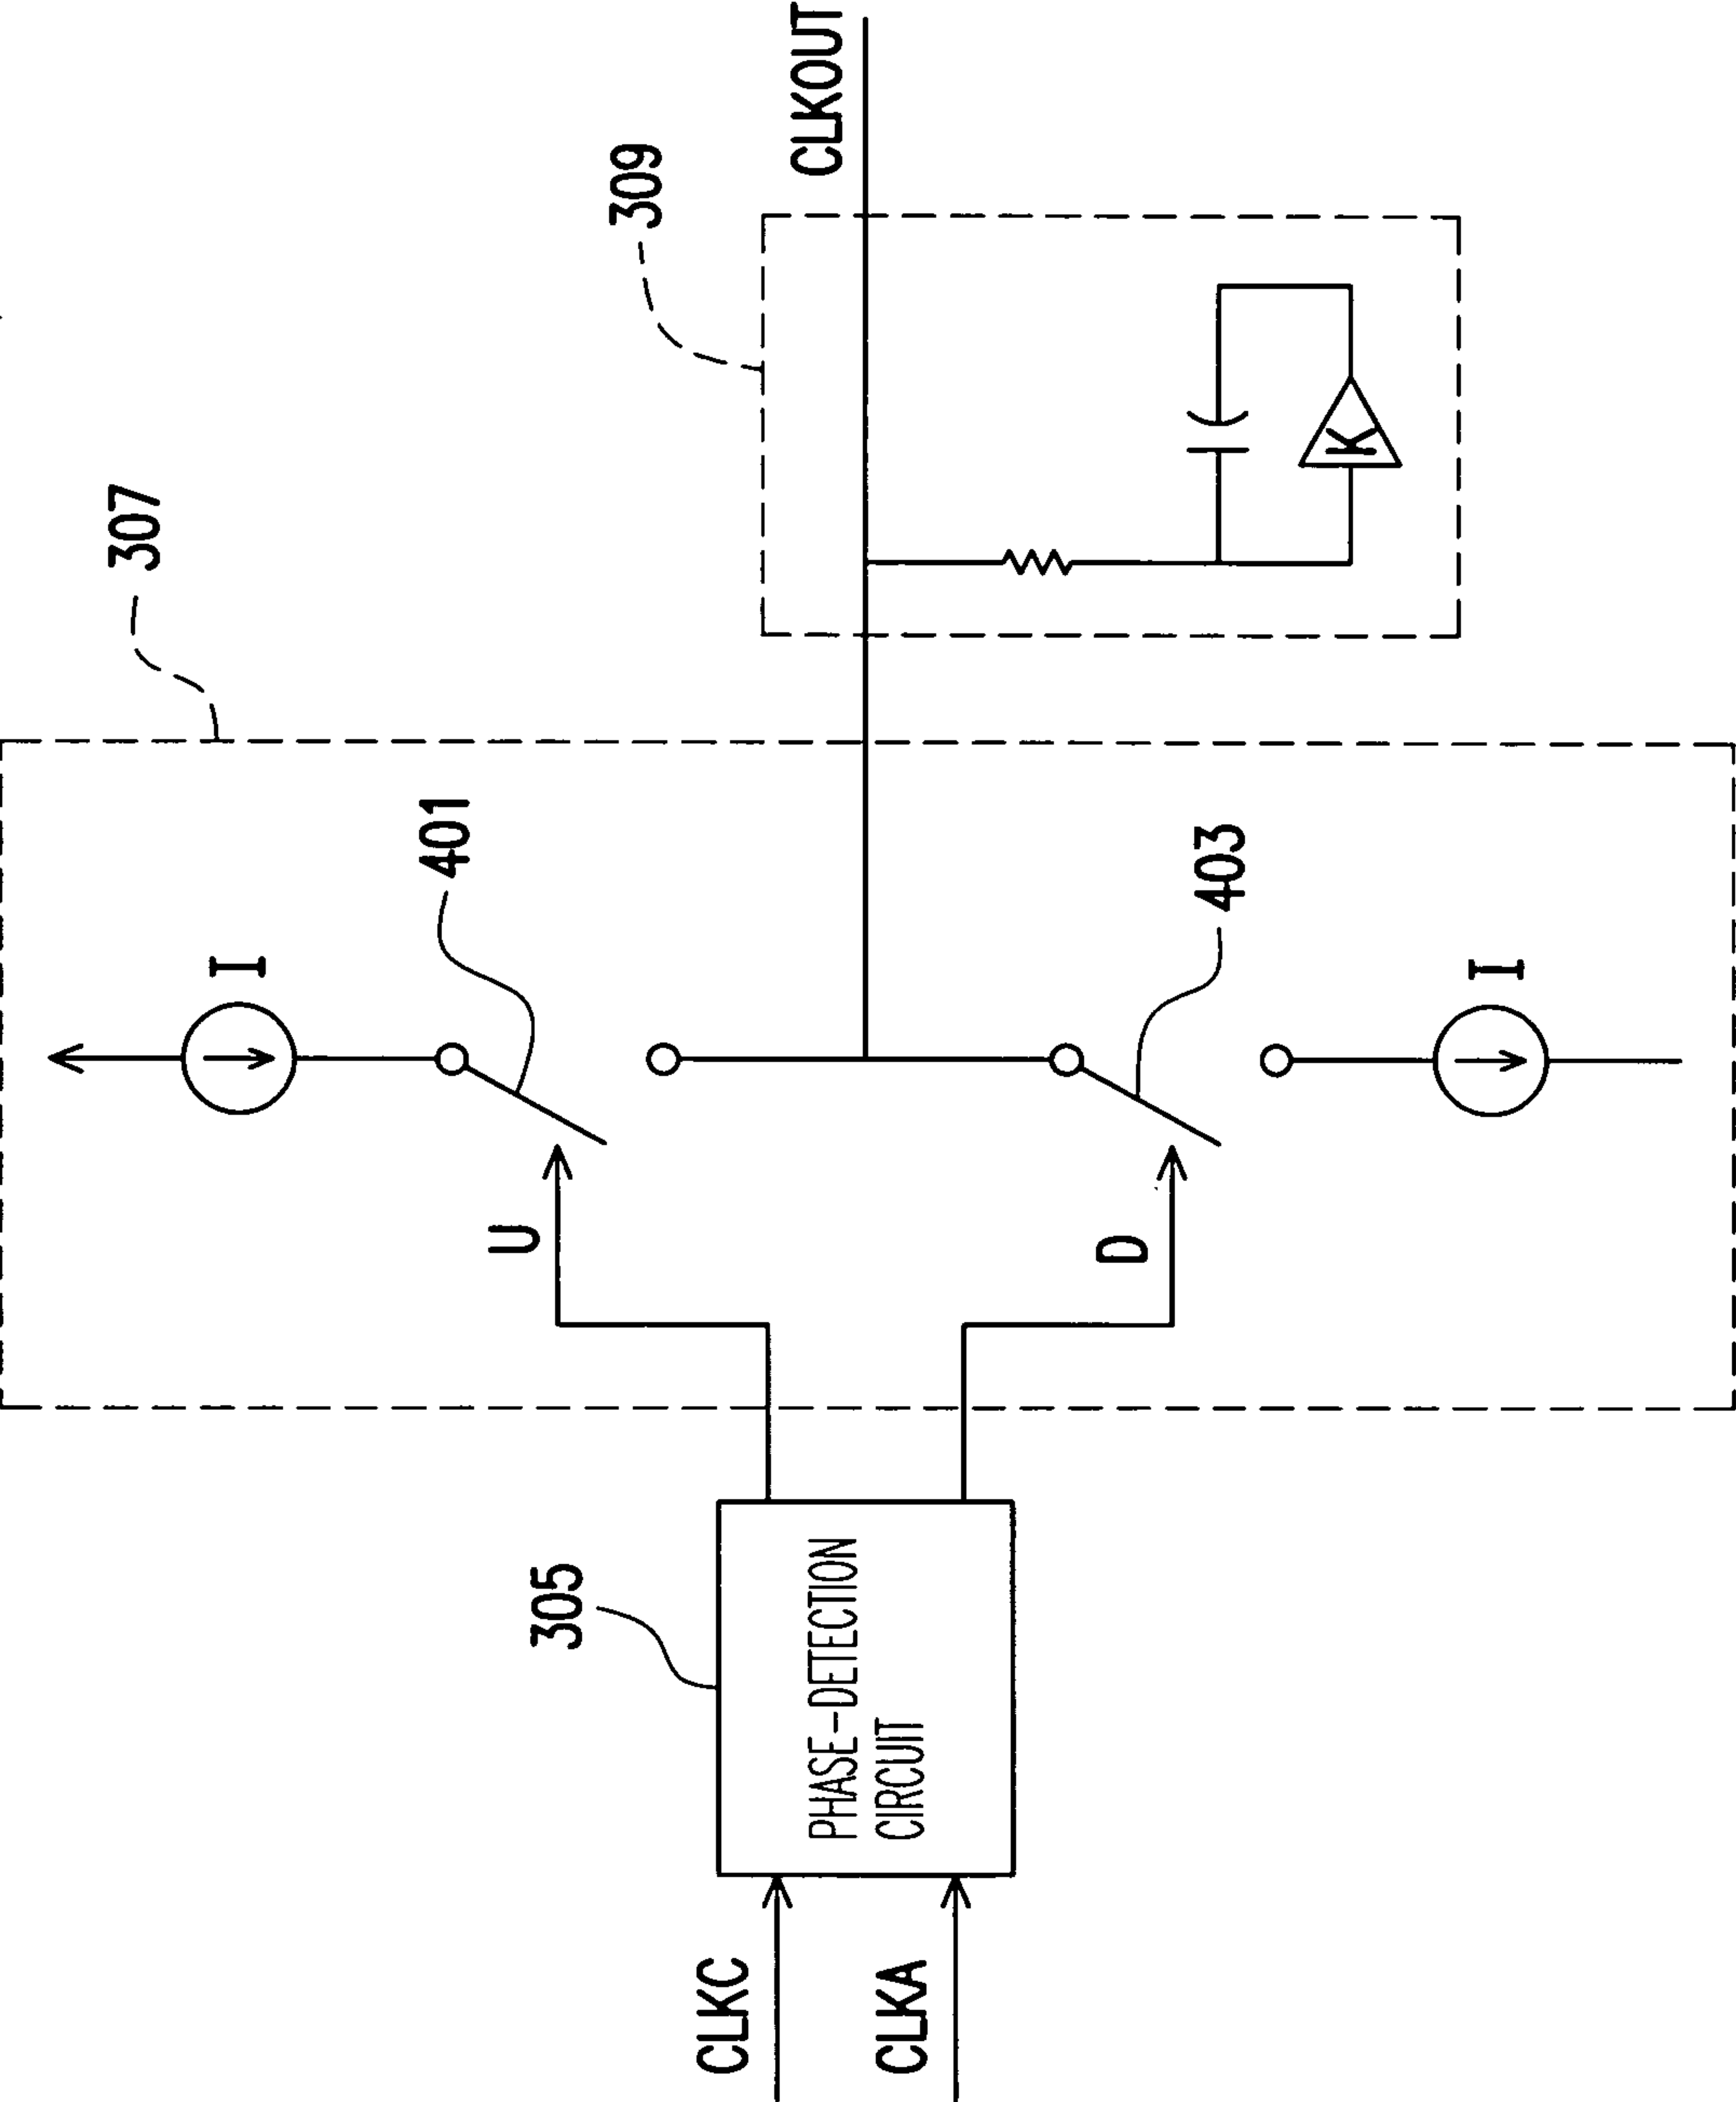 CLKC
CLKA
305
PHASE-DETECTION
CIRCUIT
U
D
I
401
403
I
307
309
K
CLKOUT